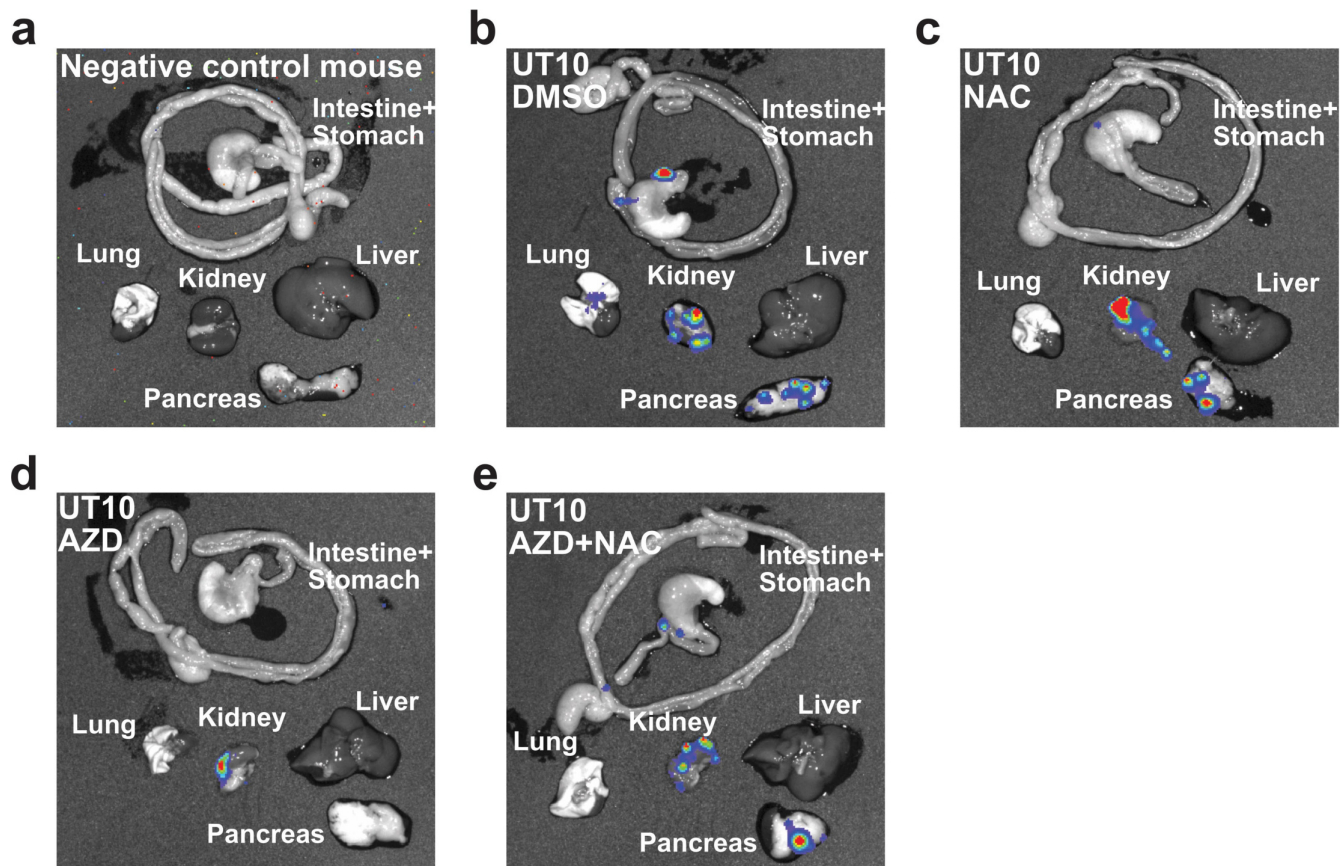 a
Negative control mouse
Intestine+
Stomach
Lung
Kidney
Liver
Pancreas
b
UT10
DMSO
Intestine+
Stomach
Lung
Kidney
Liver
Pancreas
c
UT10
NAC
Intestine+
Stomach
Lung
Kidney
Liver
Pancreas
d
UT10
AZD
Intestine+
Stomach
Lung
Kidney
Liver
Pancreas
e
UT10
AZD+NAC
Intestine+
Stomach
Lung
Kidney
Liver
Pancreas